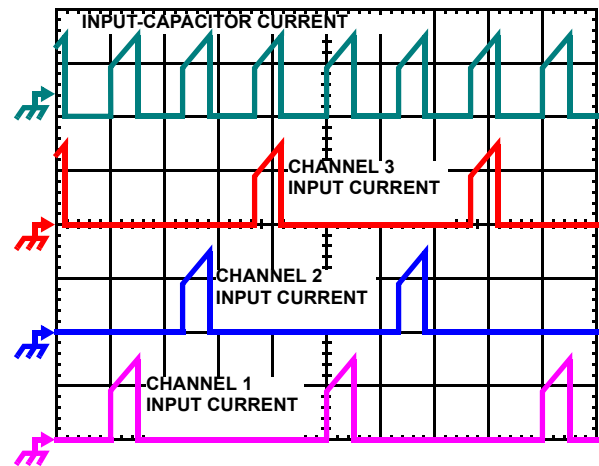 INPUT-CAPACITOR CURRENT
CHANNEL 3
INPUT CURRENT
CHANNEL 2
INPUT CURRENT
CHANNEL 1
INPUT CURRENT